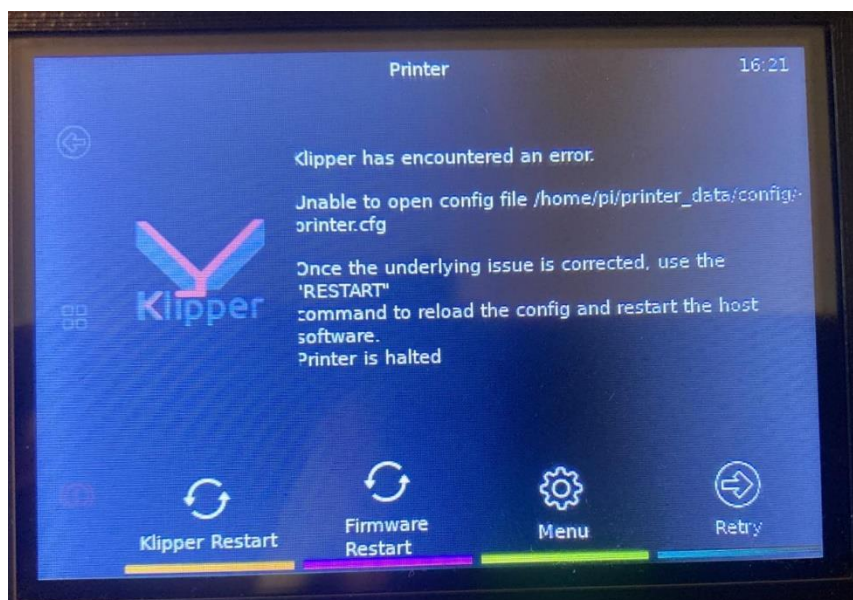 Printer
16:21
Klipper has encountered an error.
Unable to open config file /home/pi/printer_data/config/-
printer.cfg
Once the underlying issue is corrected, use the
"RESTART"
command to reload the config and restart the host
software.
Printer is halted
Klipper
Klipper Restart
Firmware
Restart
Menu
Retry